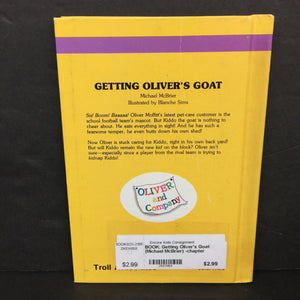 GETTING OLIVER'S GOAT
Michael McBrier
Illustrated by Blanche Sims
Sis! Boom! Baaaaa! Oliver Moffitt's latest pet-care customer is the
school football team's mascot. But Kiddo the goat is nothing to
cheer about. He eats everything in sight! And he has such a
fearsome temper, he even butts down his own shed!
Now Oliver is stuck caring for Kiddo, right in his own back yard!
But will Kiddo remain the new kid on the block? Oliver isn't
sure—especially since a player from the rival team is trying to
kidnap Kiddo!
OLIVER
and
Company
Encore Kids Consignment
BOOK: Getting Oliver's Goat
(Michael McBrier) -chapter
$2.99
$2.99
Troll